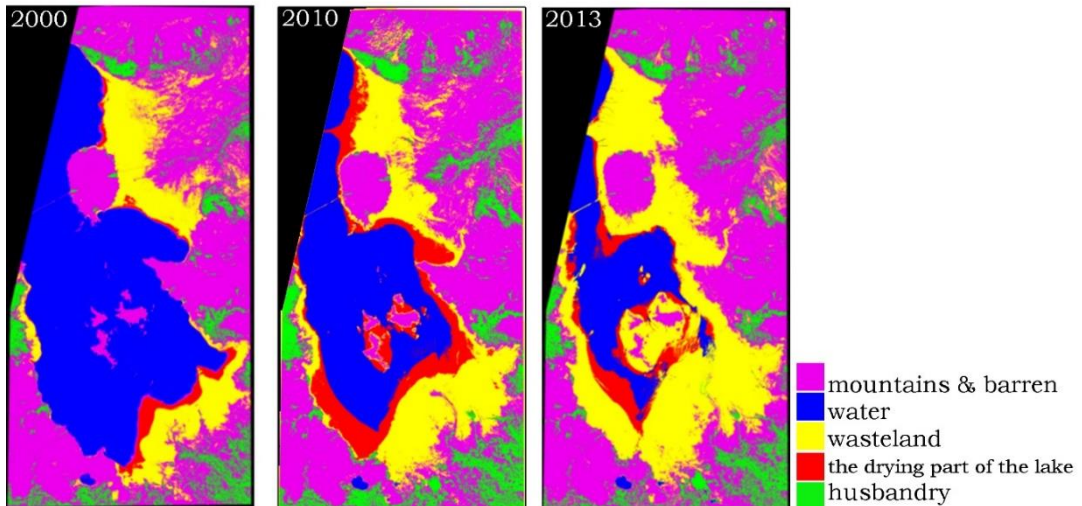 2000
2010
2013
mountains & barren
water
wasteland
the drying part of the lake
husbandry